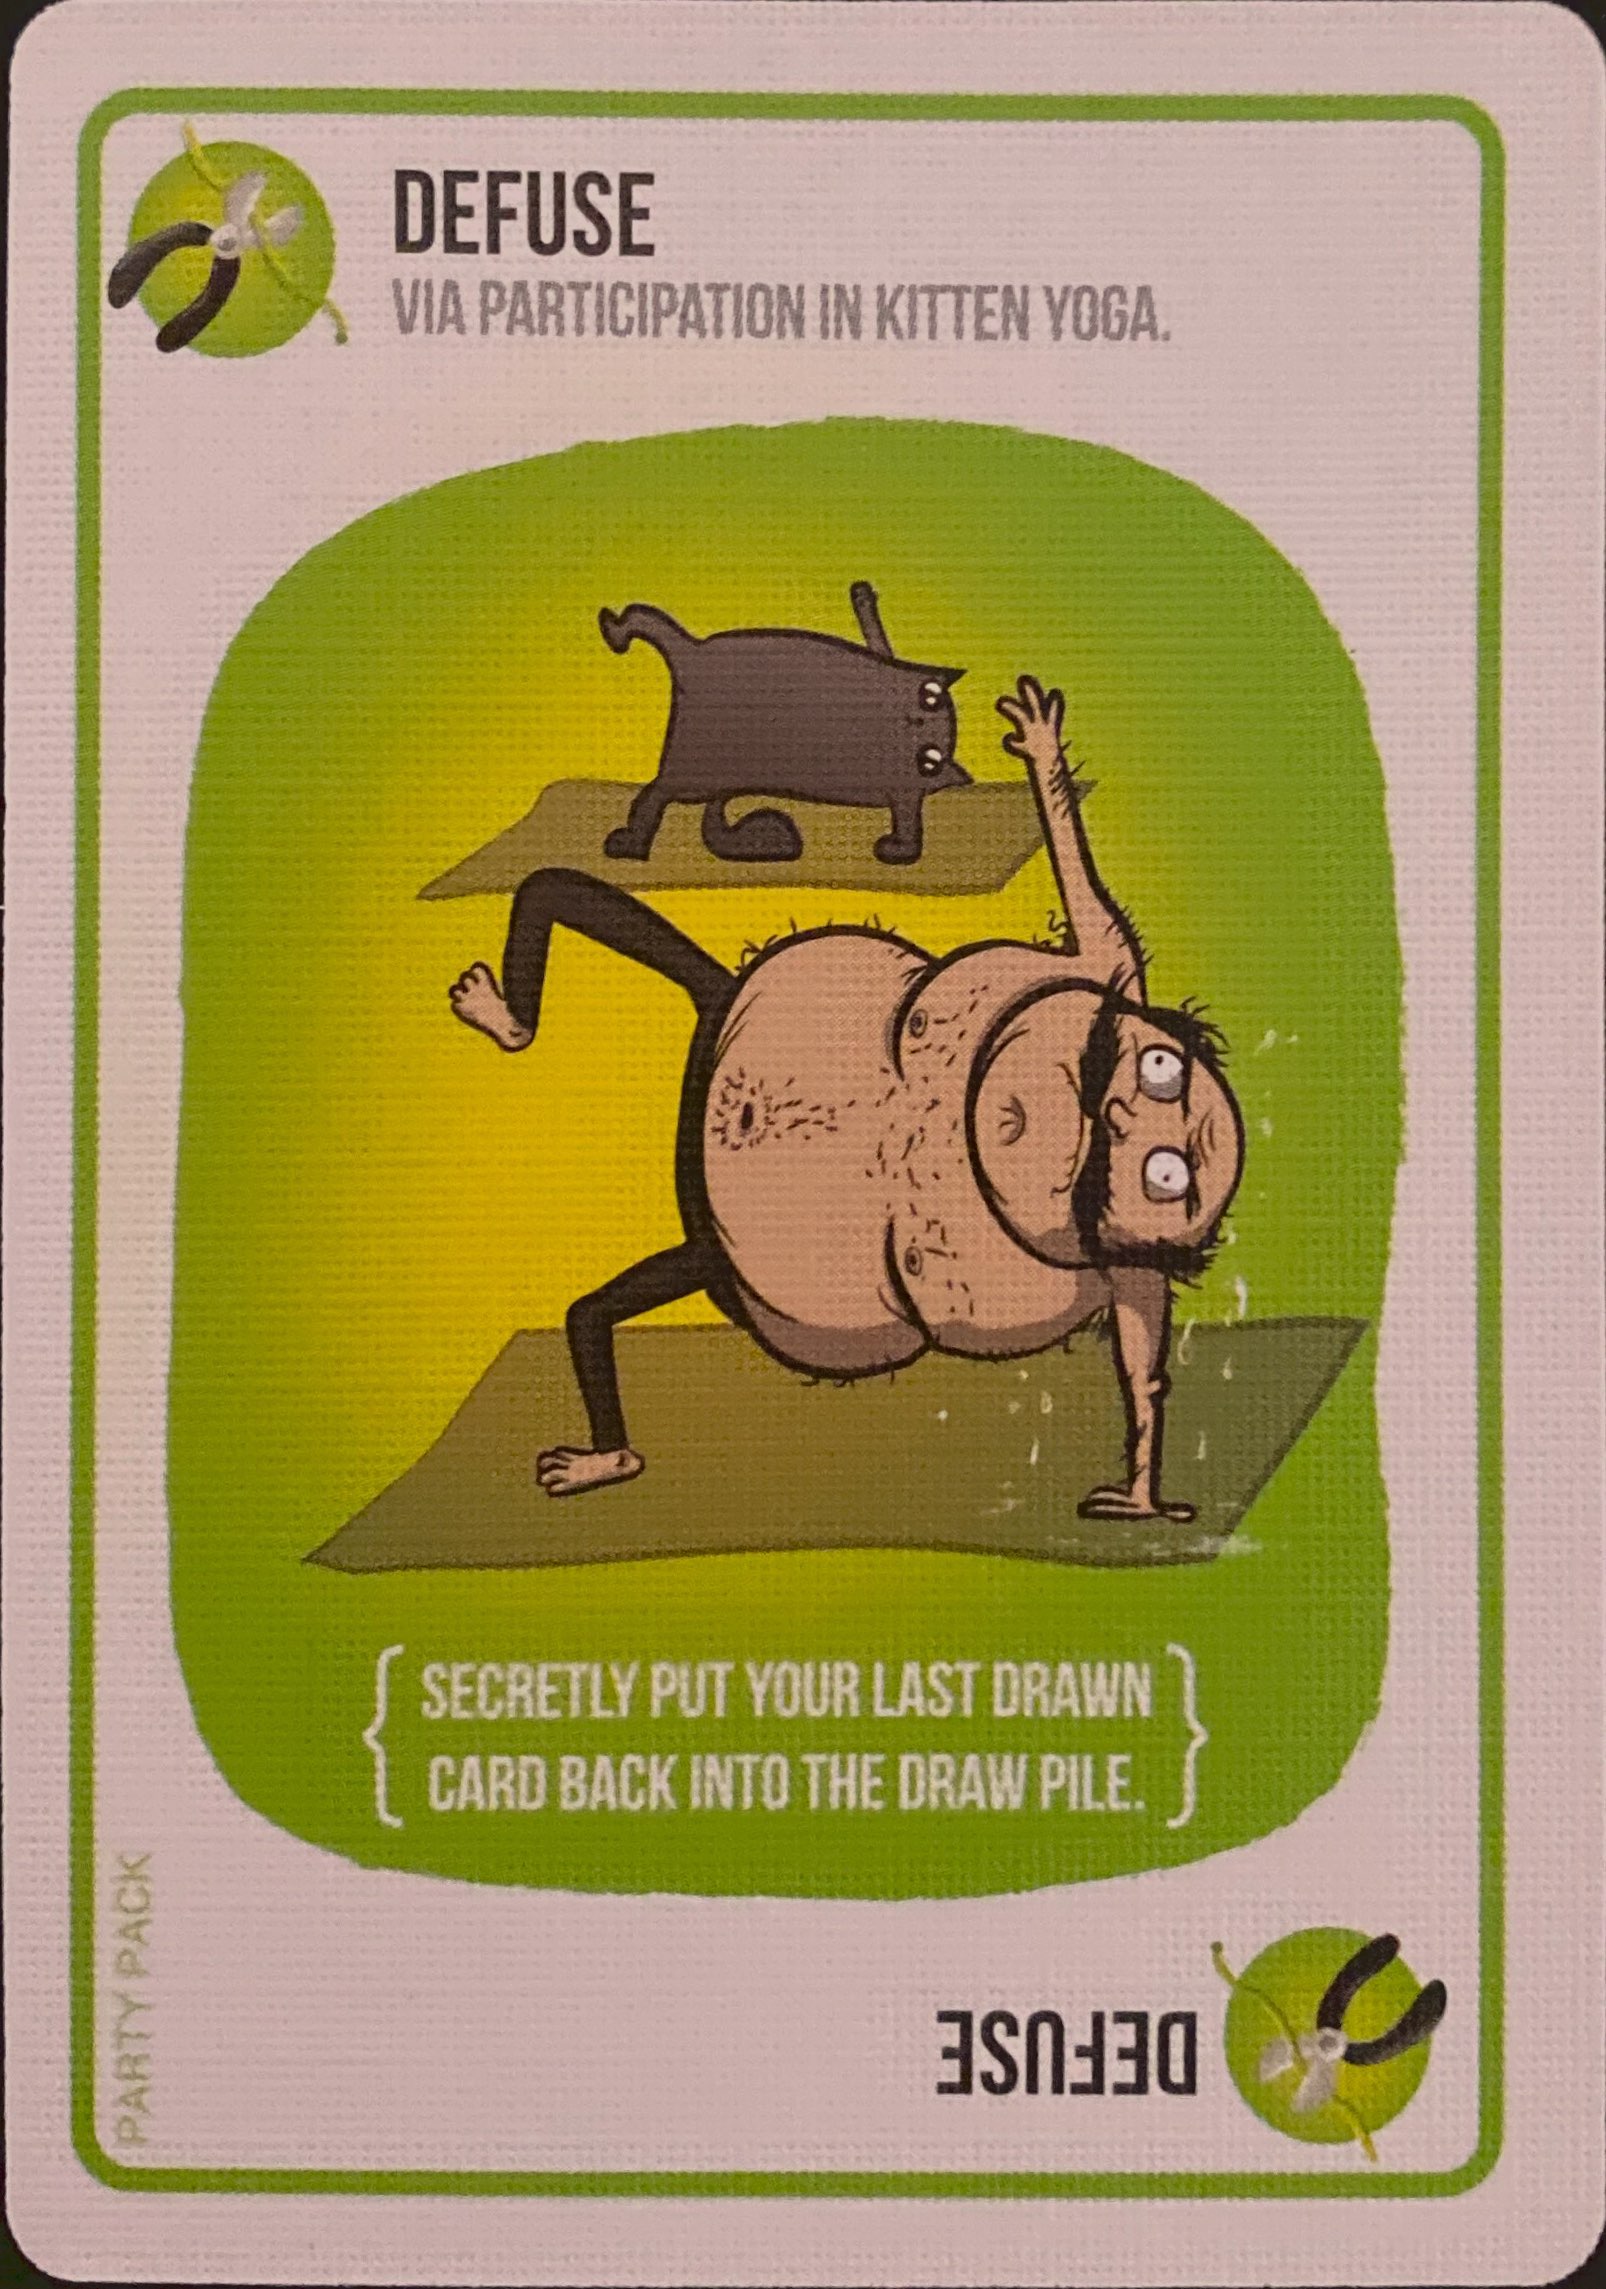 DEFUSE
VIA PARTICIPATION IN KITTEN YOGA.
SECRETLY PUT YOUR LAST DRAWN
CARD BACK INTO THE DRAW PILE.
PARTY PACK
DEFUSE